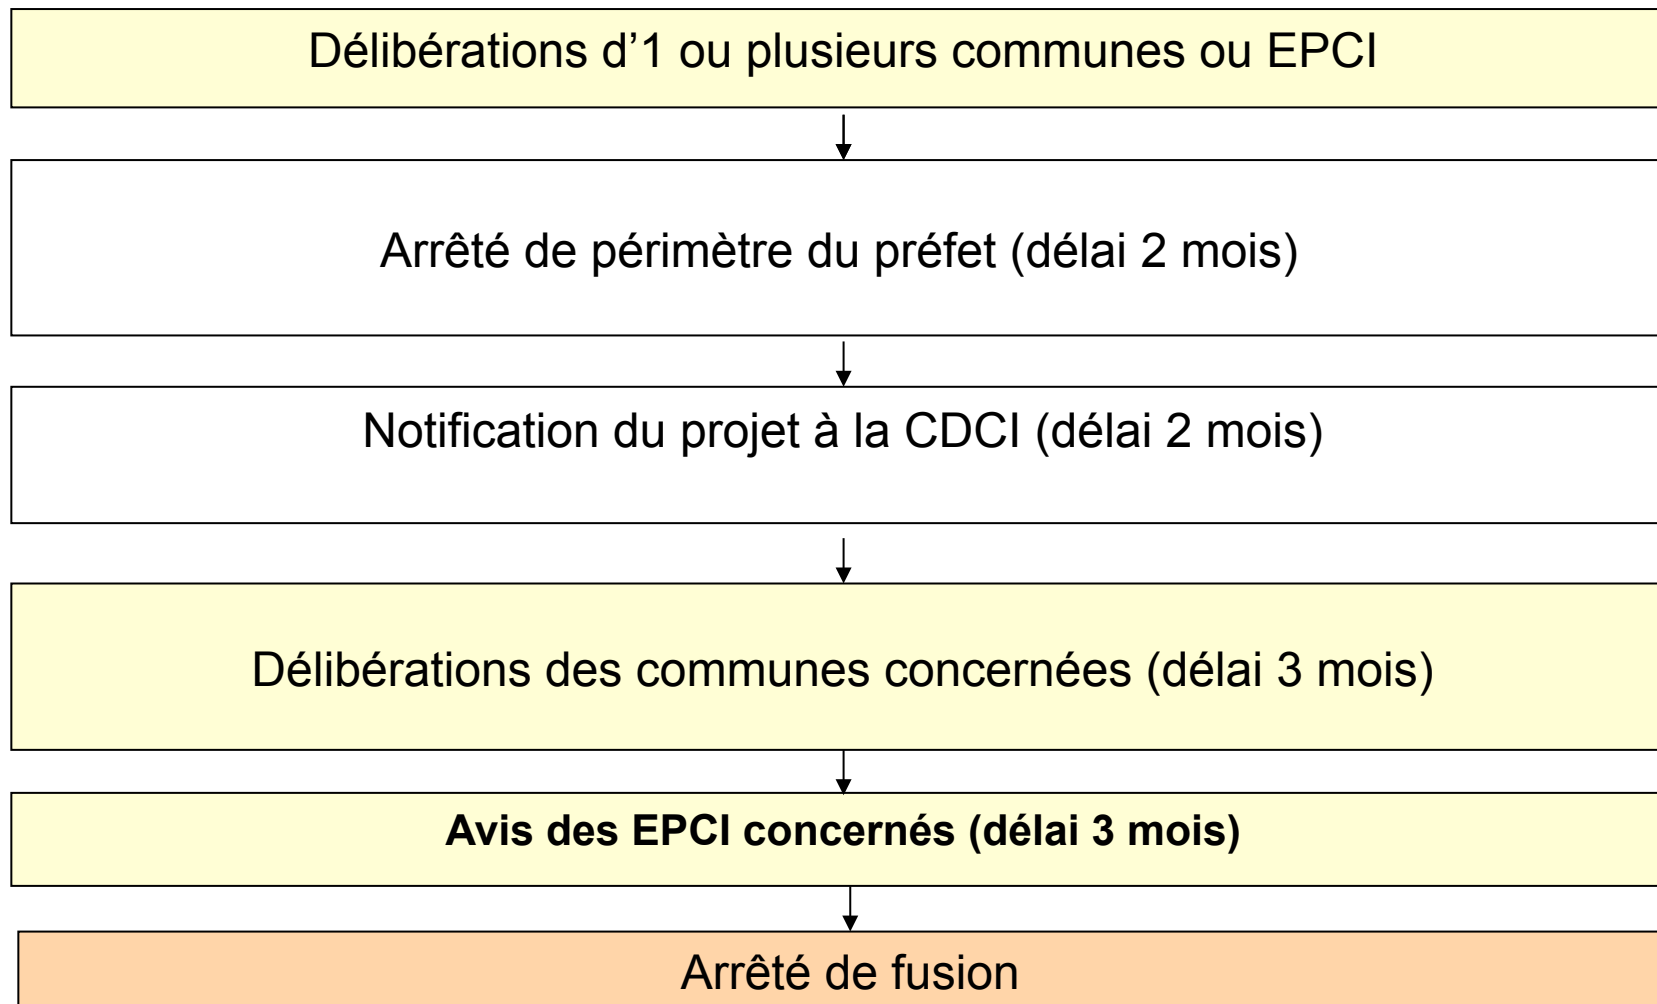 Délibérations d’1 ou plusieurs communes ou EPCI
Arrêté de périmètre du préfet (délai 2 mois)
Notification du projet à la CDCI (délai 2 mois)
Délibérations des communes concernées (délai 3 mois)
Avis des EPCI concernés (délai 3 mois)
Arrêté de fusion